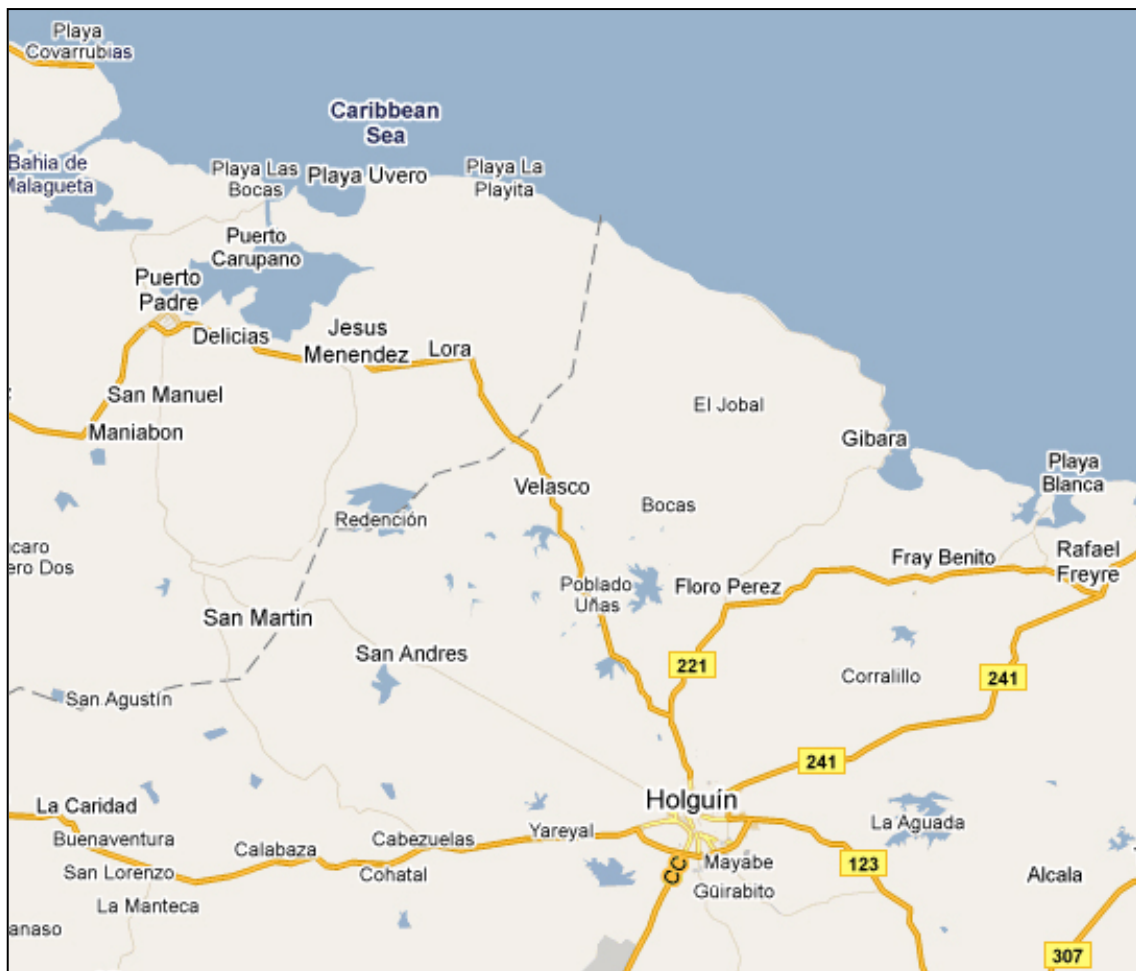 Playa
Covarrubias
Caribbean
Sea
Bahia de
Malagueta
Playa Las
Bocas
Playa Uvero
Playa La
Playita
Puerto
Carupano
Puerto
Padre
Delicias
Jesus
Menendez
Lora
San Manuel
Maniabon
El Jobal
Gibara
Playa
Blanca
Velasco
Redención
Bocas
Fray Benito
Rafael
Freyre
Poblado
Uñas
Floro Perez
San Martin
San Andres
221
241
Corralillo
San Agustín
241
La Caridad
Holguín
La Aguada
Buenaventura
Calabaza
Cabezuelas
Yareyal
San Lorenzo
Cohatal
CC
Mayabe
123
Alcala
Güirabito
La Manteca
307